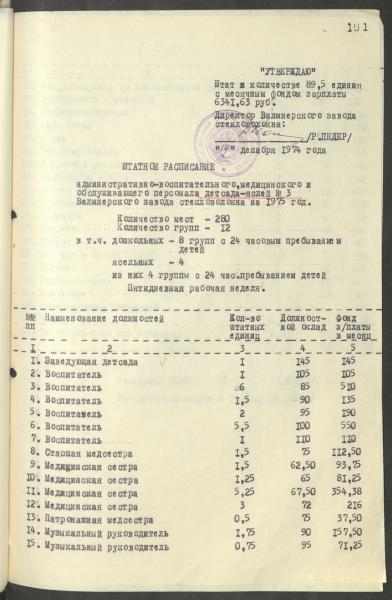 101
"УТВЕРЖДАЮ"
Штат в количестве 89,5 единиц
с месячным фондом зарплаты
6341,63 руб.
Директор Валмиерского завода
стекловолокна:
/Р.ПЕДЕР/
декабря 1974 года
ШТАТНОЕ РАСПИСАНИЕ
административно-воспитательного, медицинского и
обслуживающего персонала детсада-яслей № 3
Валмиерского завода стекловолокна на 1975 год.
Количество мест - 280
Количество групп - 12
в т.ч. дошкольных - 8 групп с 24 часовым пребыванием
детей
ясельных - 4
из них 4 группы с 24 час.пребыванием детей
Пятидневная рабочая неделя.
№№ пп Наименование должностей Кол-во штатных единиц Должностной оклад Фонд з/платы в месяц
1 2 3 4 5
1. Заведующая детсада 1 145 145
2. Воспитатель 1 105 105
3. Воспитатель 6 85 510
4. Воспитатель 1,5 90 135
5. Воспитатель 2 95 190
6. Воспитатель 5,5 100 550
7. Воспитатель 1 110 110
8. Старшая медсестра 1,5 75 112,50
9. Медицинская сестра 1,5 62,50 93,75
10. Медицинская сестра 1,25 65 81,25
11. Медицинская сестра 5,25 67,50 354,38
12. Медицинская сестра 3 72 216
13. Патронажная медсестра 0,5 75 37,50
14. Музыкальный руководитель 1,75 90 157,50
15. Музыкальный руководитель 0,75 95 71,25